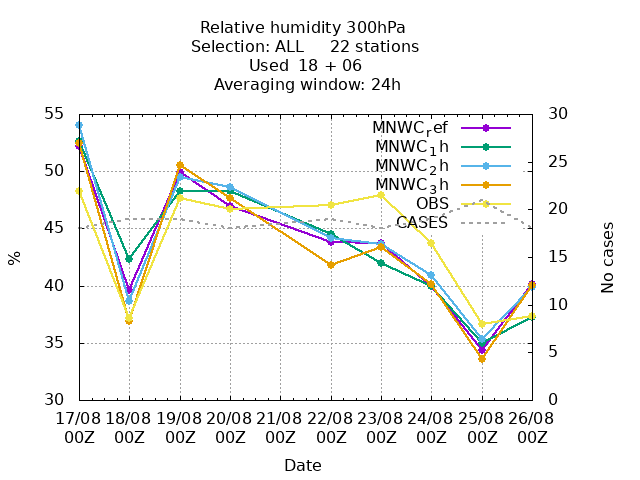 Relative humidity 300hPa
Selection: ALL     22 stations
Used  18 + 06
Averaging window: 24h
55
50
45
40
35
30
30
25
20
15
10
5
0
%
No cases
MNWC_ref
MNWC_1h
MNWC_2h
MNWC_3h
OBS
CASES
17/08 18/08 19/08 20/08 21/08 22/08 23/08 24/08 25/08 26/08
00Z 00Z 00Z 00Z 00Z 00Z 00Z 00Z 00Z 00Z
Date